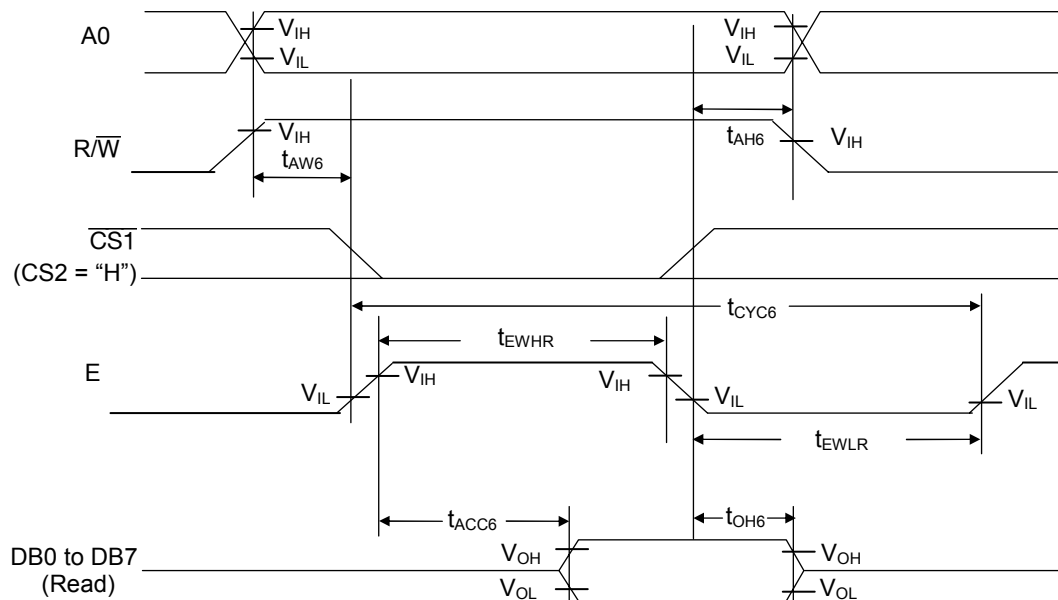 A0
V_IH
V_IL
V_IH
V_IL
R/W̅
V_IH
t_AW6
t_AH6
V_IH
C̅S̅1̅
(CS2 = “H”)
t_CYC6
t_EWHR
E
V_IL
V_IH
V_IH
V_IL
V_IL
t_EWLR
t_ACC6
t_OH6
DB0 to DB7
(Read)
V_OH
V_OL
V_OH
V_OL